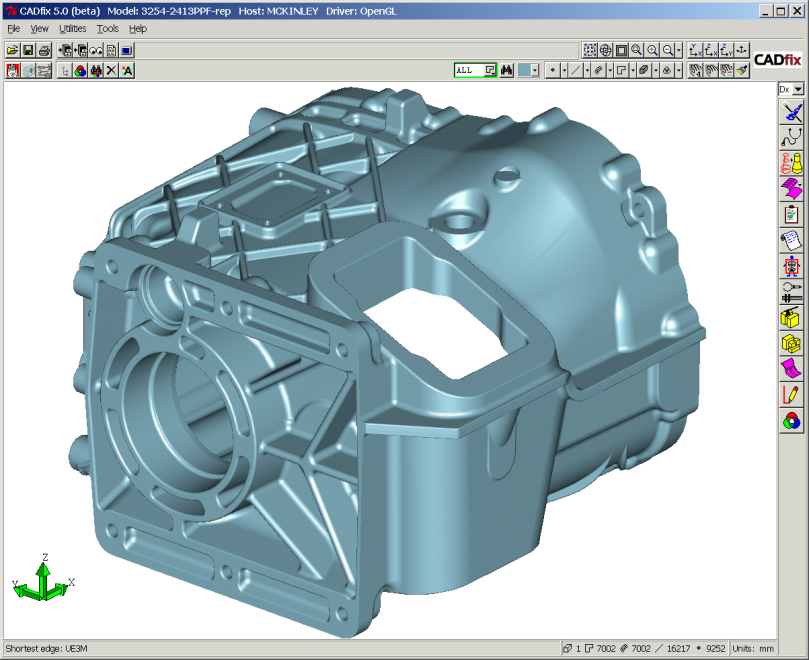 CADfix 5.0 (beta) Model: 3254-2413PPF-rep Host: MCKINLEY Driver: OpenGL
File View Utilities Tools Help
CADfix
ALL
A
Dx
Z
Y X
Shortest edge: UE3M 1 7002 7002 16217 9252 Units: mm